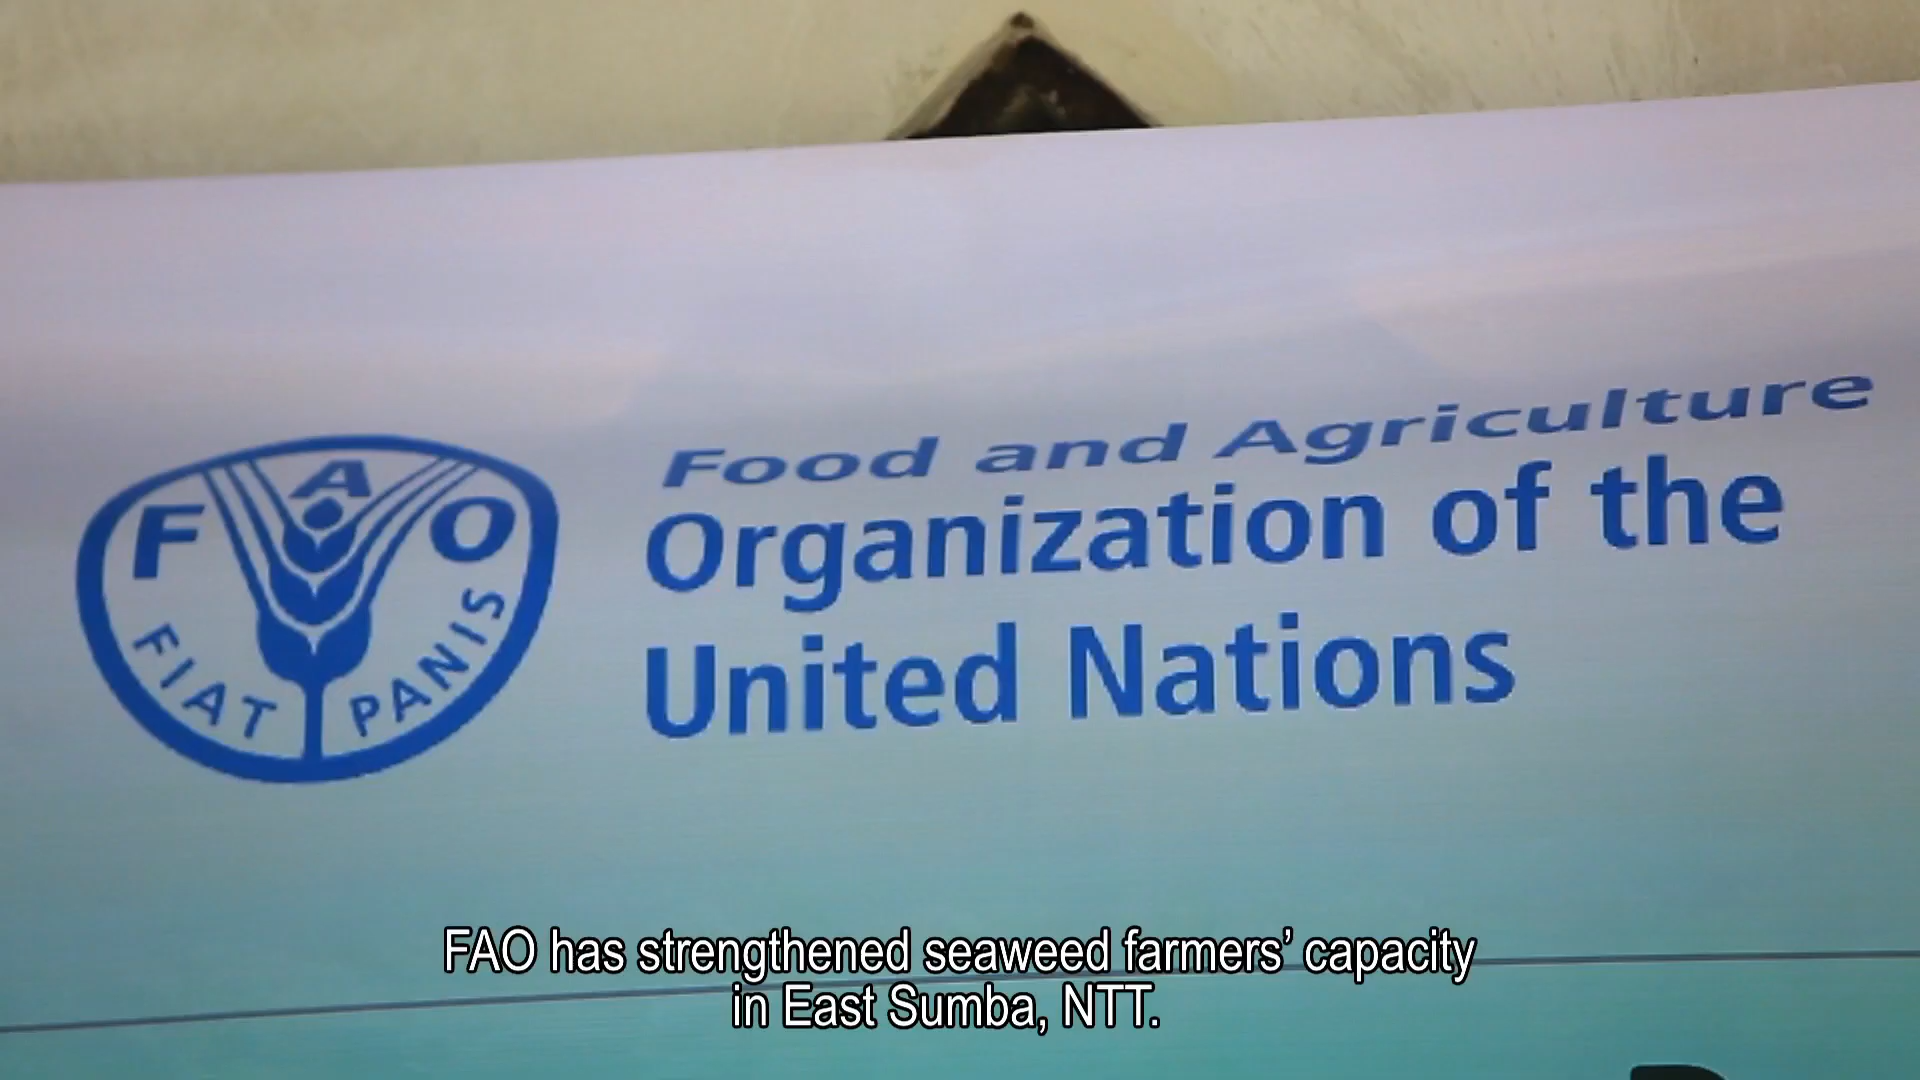 FAO
FIAT PANIS
Food and Agriculture
Organization of the
United Nations
FAO has strengthened seaweed farmers’ capacity
in East Sumba, NTT.